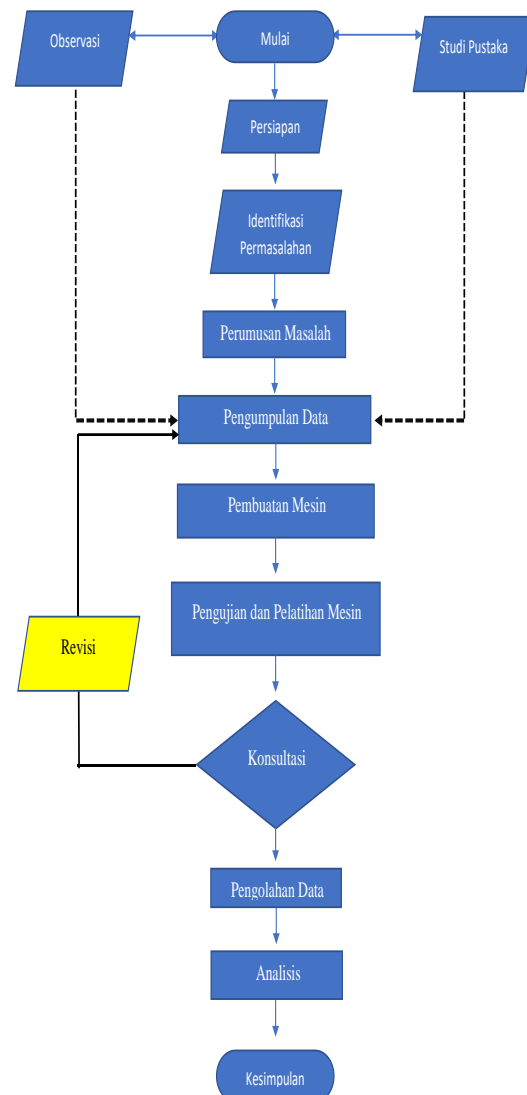 Observasi
Mulai
Studi Pustaka
Persiapan
Identifikasi
Permasalahan
Perumusan Masalah
Pengumpulan Data
Pembuatan Mesin
Pengujian dan Pelatihan Mesin
Revisi
Konsultasi
Pengolahan Data
Analisis
Kesimpulan